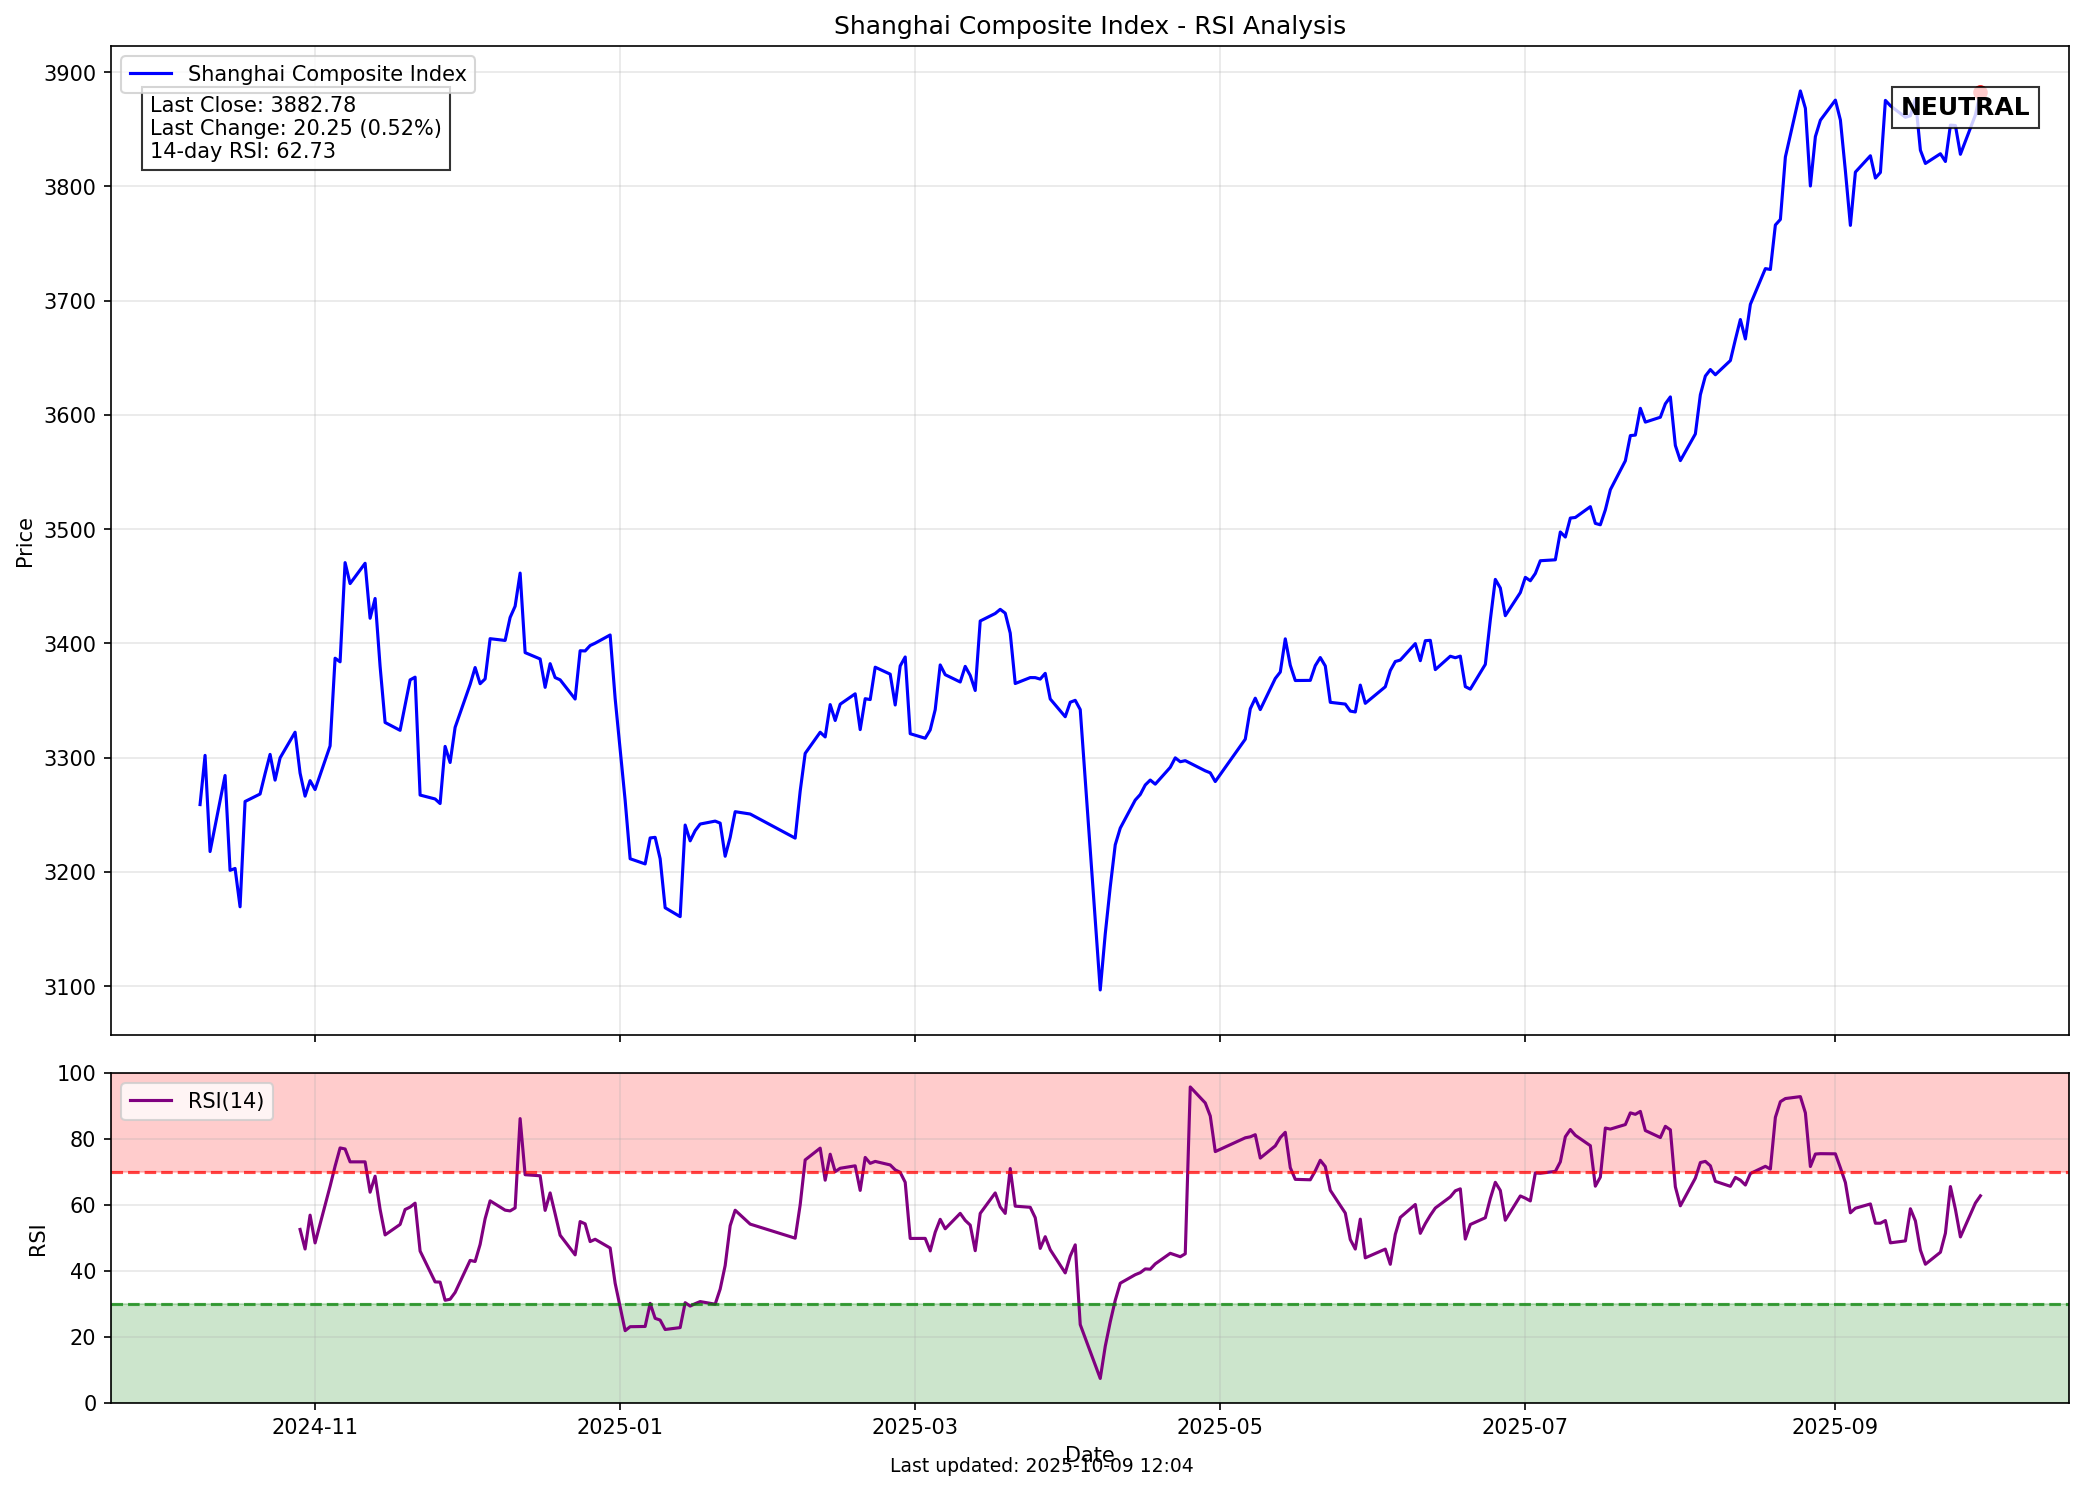 Shanghai Composite Index - RSI Analysis
Shanghai Composite Index
Last Close: 3882.78
Last Change: 20.25 (0.52%)
14-day RSI: 62.73
NEUTRAL
3900
3800
3700
3600
3500
3400
3300
3200
3100
Price
RSI(14)
100
80
60
40
20
0
RSI
2024-11
2025-01
2025-03
2025-05
2025-07
2025-09
Date
Last updated: 2025-10-09 12:04